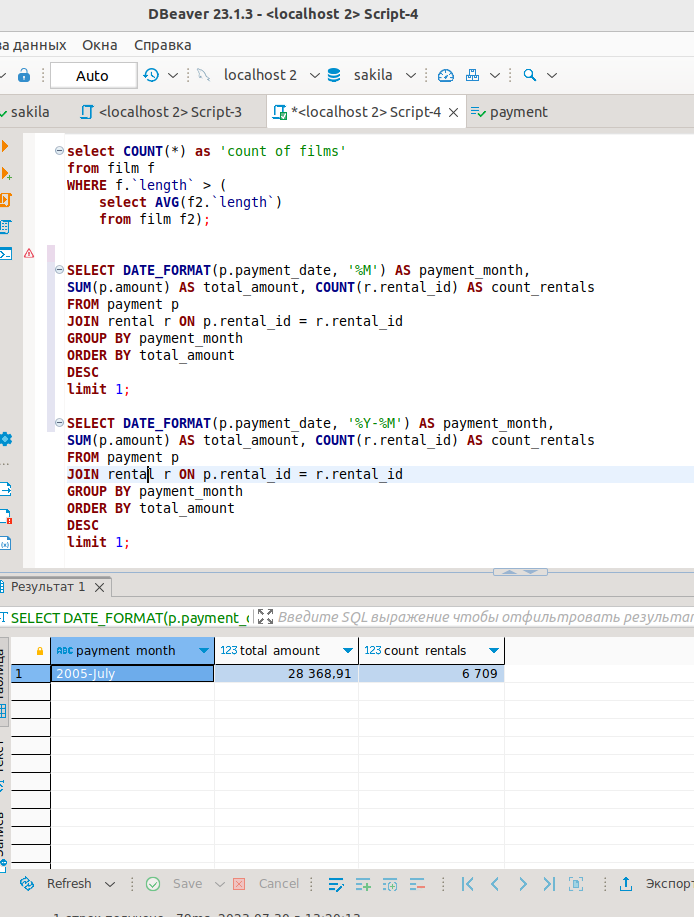 DBeaver 23.1.3 - <localhost 2> Script-4
за данных Окна Справка
Auto localhost 2 sakila
sakila <localhost 2> Script-3 *<localhost 2> Script-4 payment
select COUNT(*) as 'count of films'
from film f
WHERE f.`length` > (
select AVG(f2.`length`)
from film f2);
SELECT DATE_FORMAT(p.payment_date, '%M') AS payment_month,
SUM(p.amount) AS total_amount, COUNT(r.rental_id) AS count_rentals
FROM payment p
JOIN rental r ON p.rental_id = r.rental_id
GROUP BY payment_month
ORDER BY total_amount
DESC
limit 1;
SELECT DATE_FORMAT(p.payment_date, '%Y-%M') AS payment_month,
SUM(p.amount) AS total_amount, COUNT(r.rental_id) AS count_rentals
FROM payment p
JOIN rental r ON p.rental_id = r.rental_id
GROUP BY payment_month
ORDER BY total_amount
DESC
limit 1;
Результат 1
SELECT DATE_FORMAT(p.payment_ Введите SQL выражение чтобы отфильтровать результат
ABC payment_month 123 total_amount 123 count_rentals
1 2005-July 28 368,91 6 709
Таблица
Текст
Запись
Refresh Save Cancel Экспорт